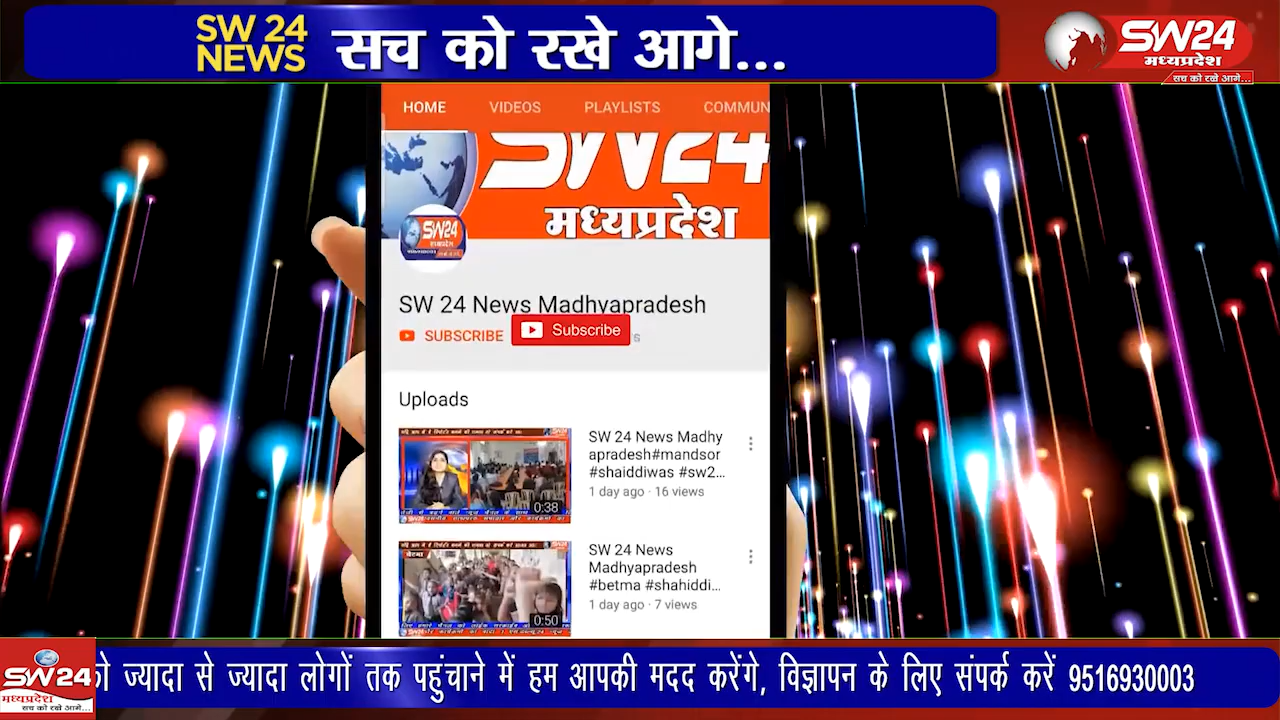 SW 24
NEWS
सच को रखे आगे...
SW24
मध्यप्रदेश
सच को रखे आगे...
HOME VIDEOS PLAYLISTS COMMUN
SW24
मध्यप्रदेश
SW24
SW 24 News Madhyapradesh
SUBSCRIBE
Subscribe
Uploads
SW 24 News Madhy
apradesh#mandsor
#shaiddiwas #sw2...
1 day ago · 16 views
0:38
SW 24 News
Madhyapradesh
#betma #shahiddi...
1 day ago · 7 views
बेटमा
0:50
SW24
मध्यप्रदेश
सच को रखे आगे...
को ज्यादा से ज्यादा लोगों तक पहुंचाने में हम आपकी मदद करेंगे, विज्ञापन के लिए संपर्क करें 9516930003